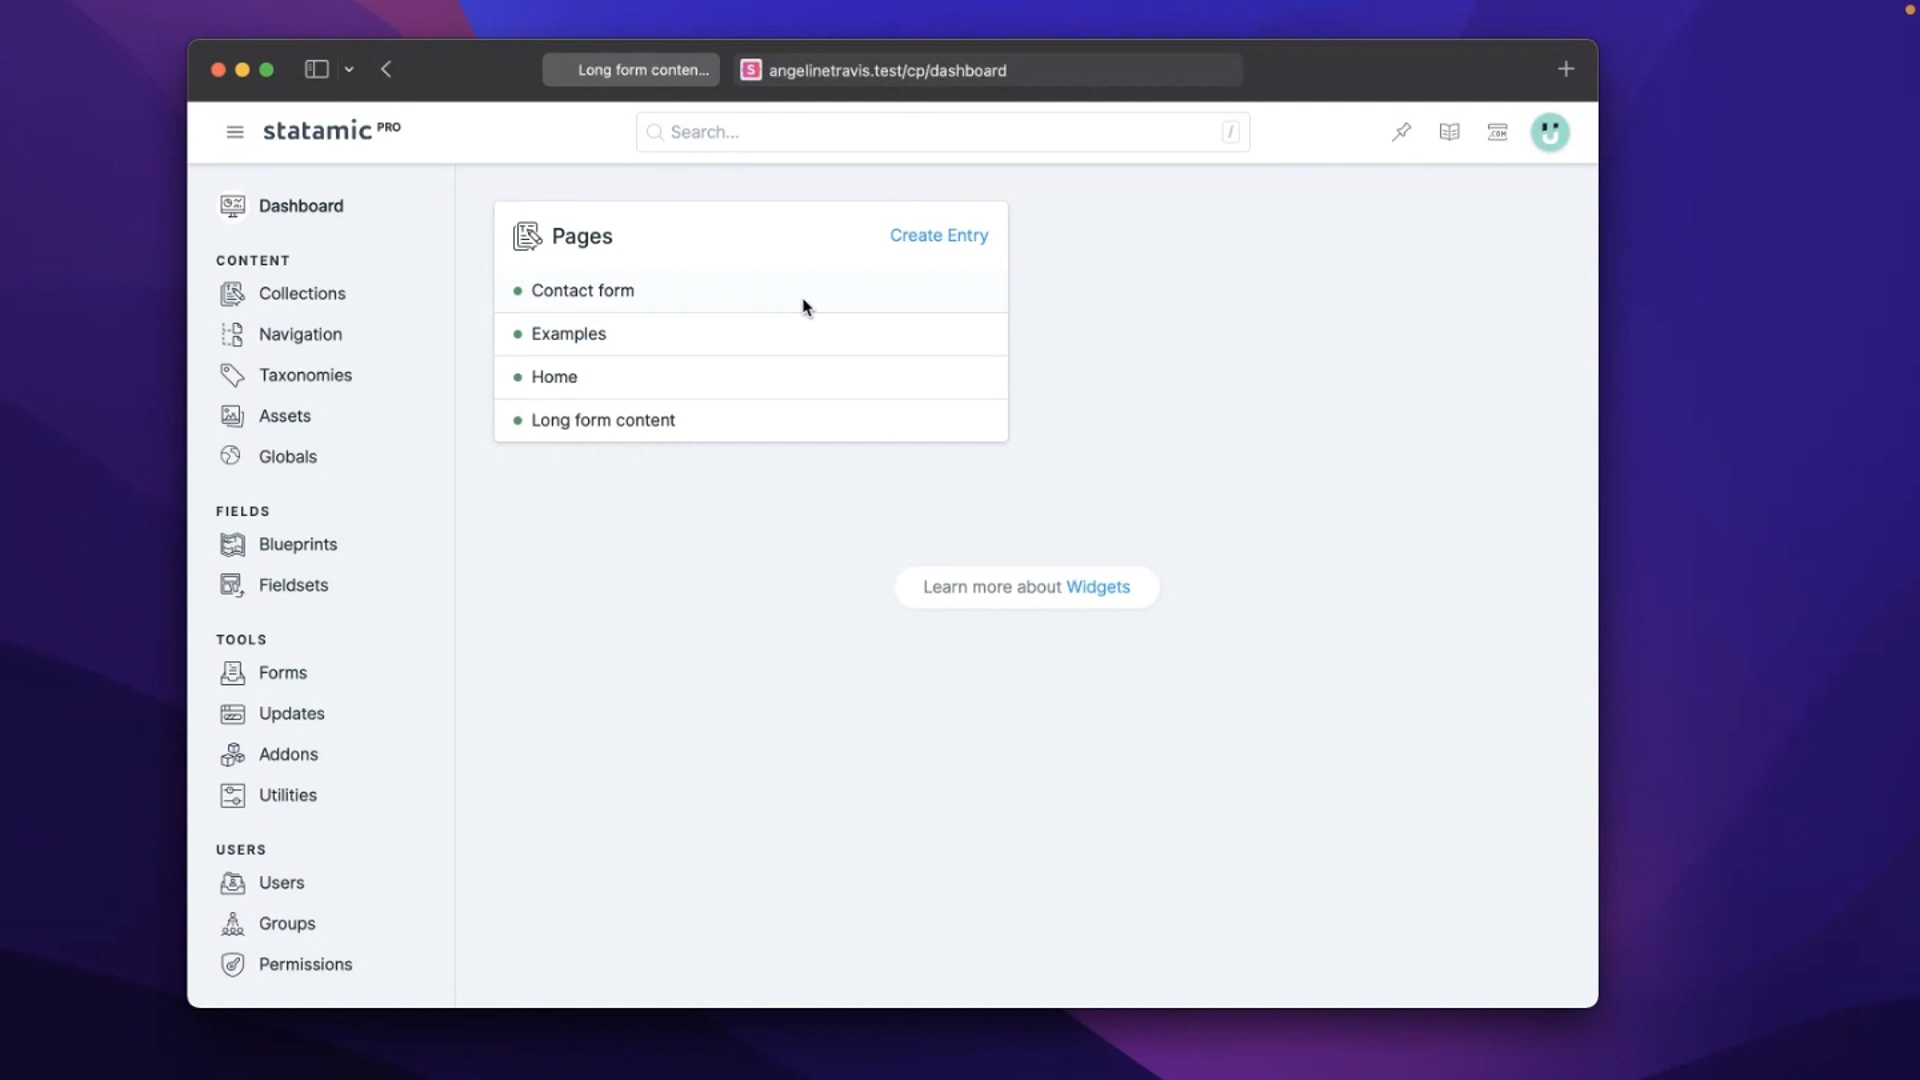 Long form conten...
S angelinetravis.test/cp/dashboard
statamic PRO
Search...
/
.COM
Dashboard
CONTENT
Collections
Navigation
Taxonomies
Assets
Globals
FIELDS
Blueprints
Fieldsets
TOOLS
Forms
Updates
Addons
Utilities
USERS
Users
Groups
Permissions
Pages
Create Entry
Contact form
Examples
Home
Long form content
Learn more about Widgets